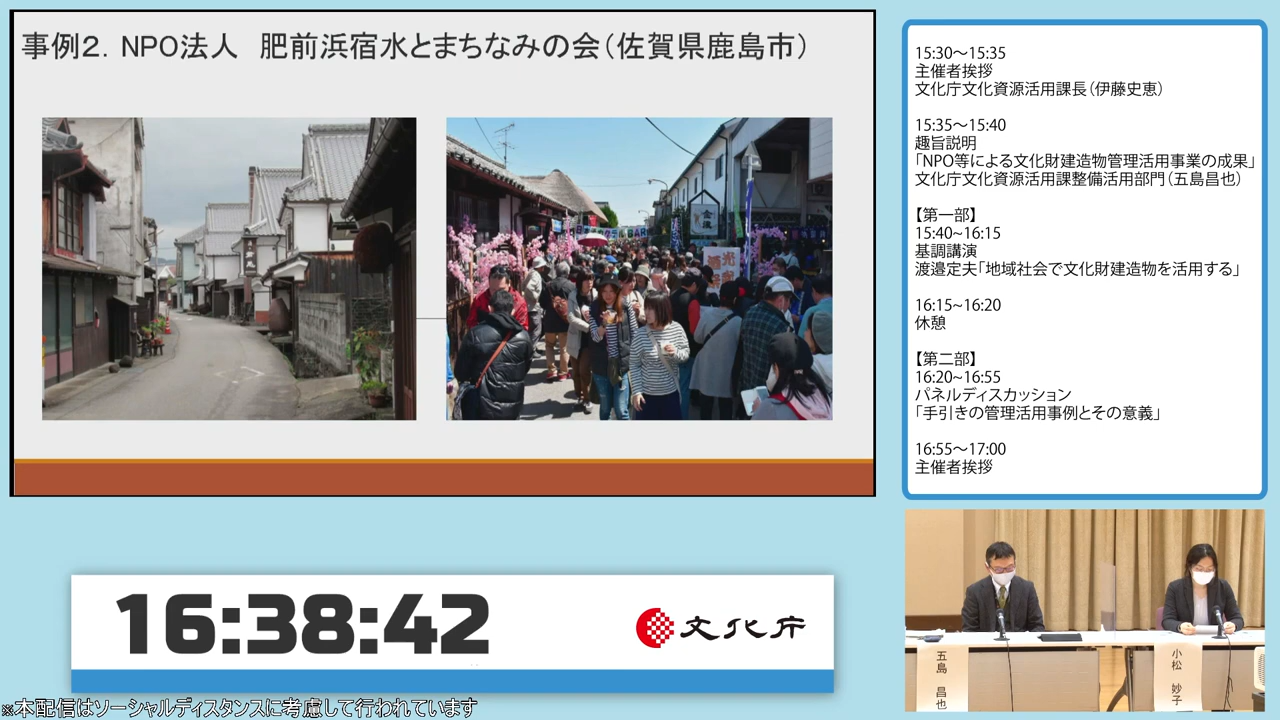 事例2．NPO法人　肥前浜宿水とまちなみの会（佐賀県鹿島市）
15:30～15:35
主催者挨拶
文化庁文化資源活用課長（伊藤史恵）
15:35～15:40
趣旨説明
「NPO等による文化財建造物管理活用事業の成果」
文化庁文化資源活用課整備活用部門（五島昌也）
【第一部】
15:40~16:15
基調講演
渡邉定夫「地域社会で文化財建造物を活用する」
16:15~16:20
休憩
【第二部】
16:20~16:55
パネルディスカッション
「手引きの管理活用事例とその意義」
16:55～17:00
主催者挨拶
16:38:42
文化庁
五島 昌也
小松 妙子
※本配信はソーシャルディスタンスに考慮して行われています